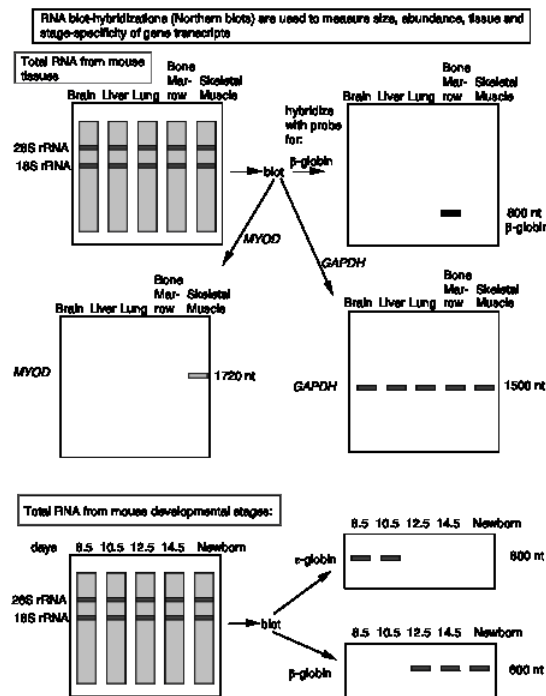 RNA blot-hybridizations (Northern blots) are used to measure size, abundance, tissue and
stage-specificity of gene transcripts
Total RNA from mouse
tissues
Brain Liver Lung Bone Mar- row Skeletal Muscle
28S rRNA
18S rRNA
blot
hybridize
with probe
for:
β-globin
Brain Liver Lung Bone Mar- row Skeletal Muscle
800 nt
β-globin
MYOD
GAPDH
Brain Liver Lung Bone Mar- row Skeletal Muscle
MYOD
1720 nt
Brain Liver Lung Bone Mar- row Skeletal Muscle
GAPDH
1500 nt
Total RNA from mouse developmental stages:
days 8.5 10.5 12.5 14.5 Newborn
28S rRNA
18S rRNA
blot
8.5 10.5 12.5 14.5 Newborn
ε-globin
8.5 10.5 12.5 14.5 Newborn
β-globin